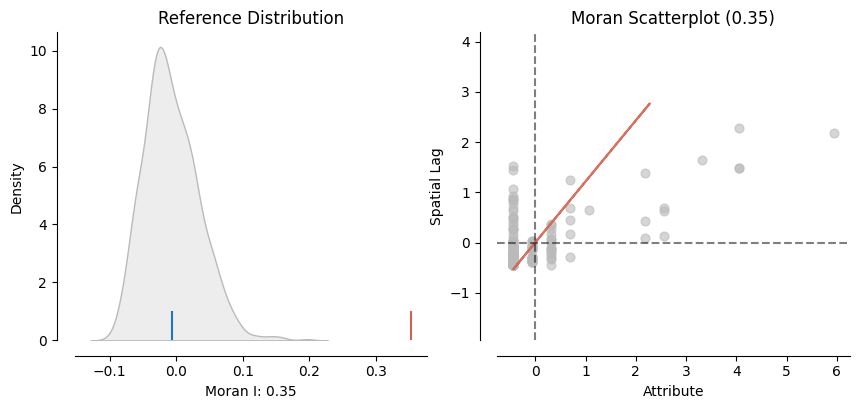 Reference Distribution
10
8
6
4
2
0
Density
−0.1 0.0 0.1 0.2 0.3
Moran I: 0.35
Moran Scatterplot (0.35)
4
3
2
1
0
−1
Spatial Lag
0 1 2 3 4 5 6
Attribute